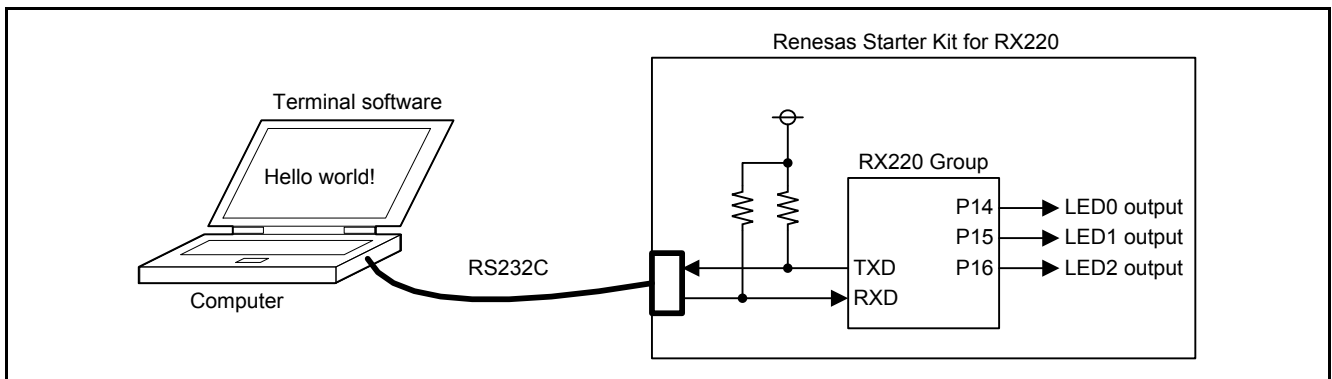 Renesas Starter Kit for RX220
Terminal software
Hello world!
Computer
RS232C
RX220 Group
P14
LED0 output
P15
LED1 output
P16
LED2 output
TXD
RXD